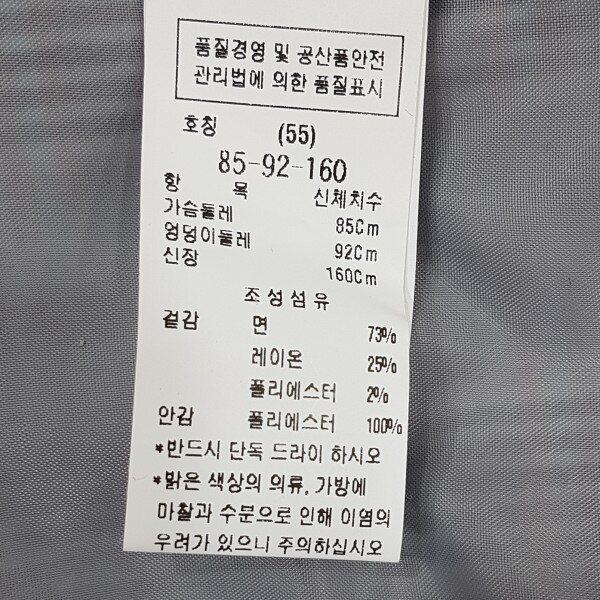 품질경영 및 공산품안전
관리법에 의한 품질표시
호칭 (55)
85-92-160
항 목 신체치수
가슴둘레 85Cm
엉덩이둘레 92Cm
신장 160Cm
조성섬유
겉감 면 73%
레이온 25%
폴리에스터 2%
안감 폴리에스터 100%
*반드시 단독 드라이 하시오
*밝은 색상의 의류, 가방에
마찰과 수분으로 인해 이염의
우려가 있으니 주의하십시오